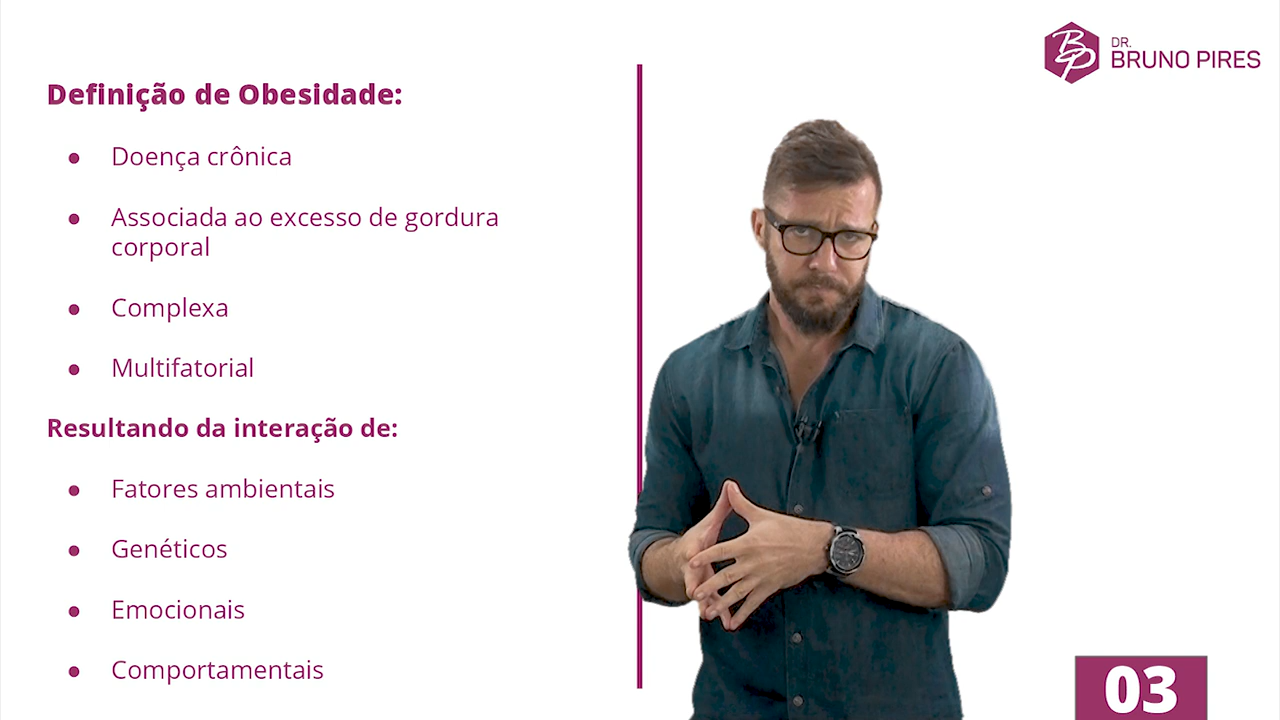 Definição de Obesidade:
● Doença crônica
● Associada ao excesso de gordura
corporal
● Complexa
● Multifatorial
Resultando da interação de:
● Fatores ambientais
● Genéticos
● Emocionais
● Comportamentais
BP
DR.
BRUNO PIRES
03